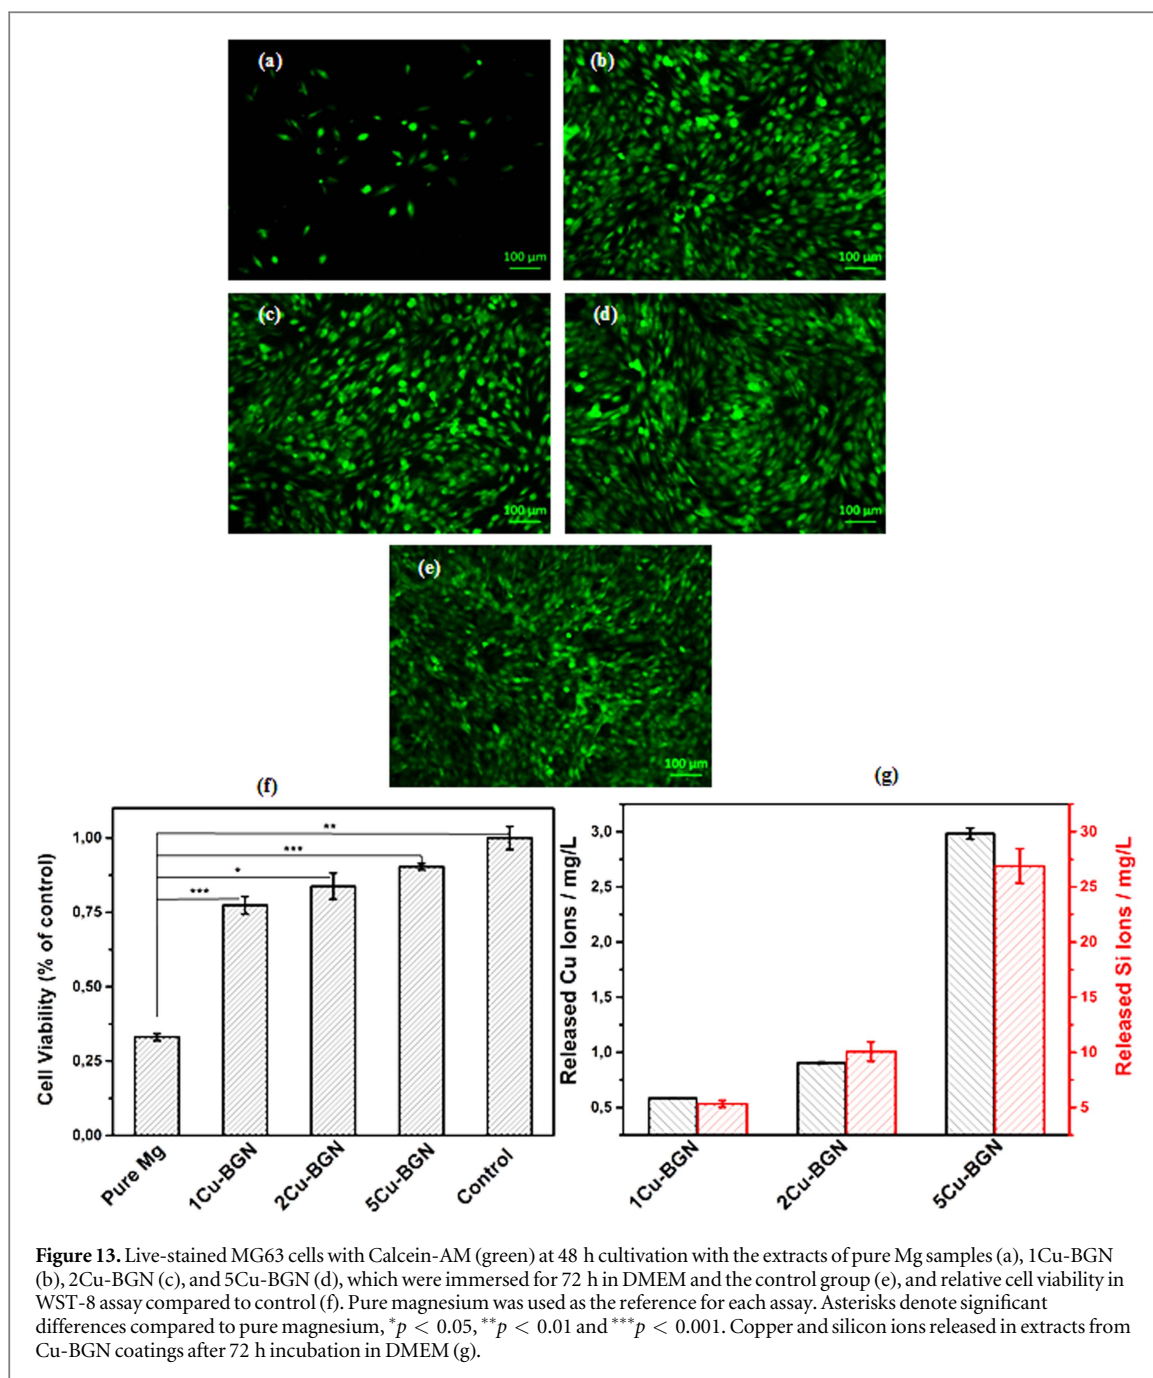 (a)
(b)
100 µm
100 µm
(c)
(d)
100 µm
100 µm
(e)
100 µm
(f)
(g)
Cell Viability (% of control)
1,00
0,75
0,50
0,25
0,00
**
***
*
***
Pure Mg
1Cu-BGN
2Cu-BGN
5Cu-BGN
Control
Released Cu Ions / mg/L
3,0
2,5
2,0
1,5
1,0
0,5
30
25
20
15
10
5
Released Si Ions / mg/L
1Cu-BGN
2Cu-BGN
5Cu-BGN
Figure 13. Live-stained MG63 cells with Calcein-AM (green) at 48 h cultivation with the extracts of pure Mg samples (a), 1Cu-BGN
(b), 2Cu-BGN (c), and 5Cu-BGN (d), which were immersed for 72 h in DMEM and the control group (e), and relative cell viability in
WST-8 assay compared to control (f). Pure magnesium was used as the reference for each assay. Asterisks denote significant
differences compared to pure magnesium, *p < 0.05, **p < 0.01 and ***p < 0.001. Copper and silicon ions released in extracts from
Cu-BGN coatings after 72 h incubation in DMEM (g).